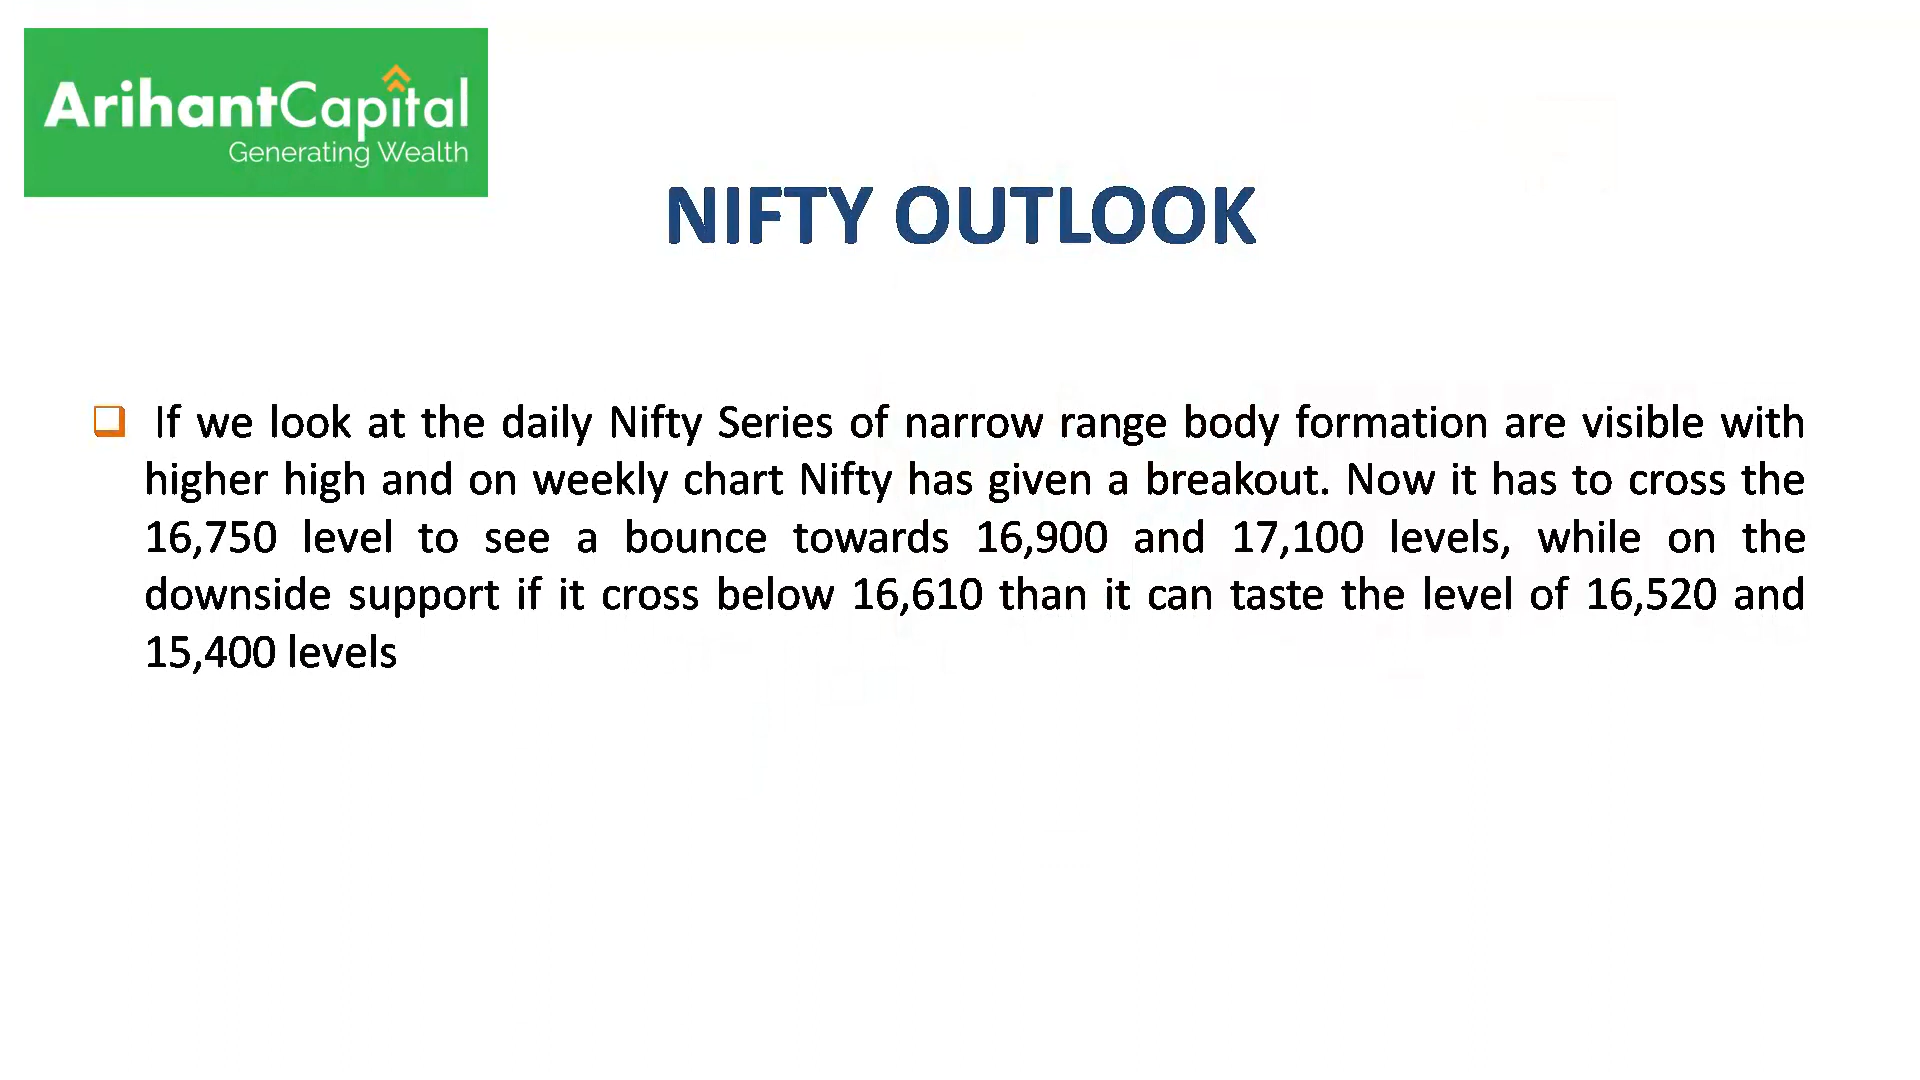 ArihantCapital
Generating Wealth
NIFTY OUTLOOK
If we look at the daily Nifty Series of narrow range body formation are visible with
higher high and on weekly chart Nifty has given a breakout. Now it has to cross the
16,750 level to see a bounce towards 16,900 and 17,100 levels, while on the
downside support if it cross below 16,610 than it can taste the level of 16,520 and
15,400 levels